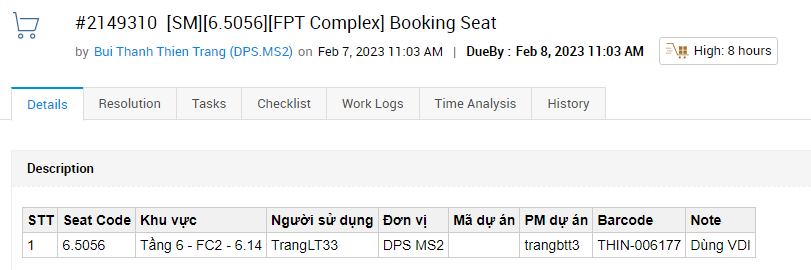 #2149310 [SM][6.5056][FPT Complex] Booking Seat
by Bui Thanh Thien Trang (DPS.MS2) on Feb 7, 2023 11:03 AM | DueBy : Feb 8, 2023 11:03 AM High: 8 hours
Details Resolution Tasks Checklist Work Logs Time Analysis History
Description
STT Seat Code Khu vực Người sử dụng Đơn vị Mã dự án PM dự án Barcode Note
1 6.5056 Tầng 6 - FC2 - 6.14 TrangLT33 DPS MS2 trangbtt3 THIN-006177 Dùng VDI